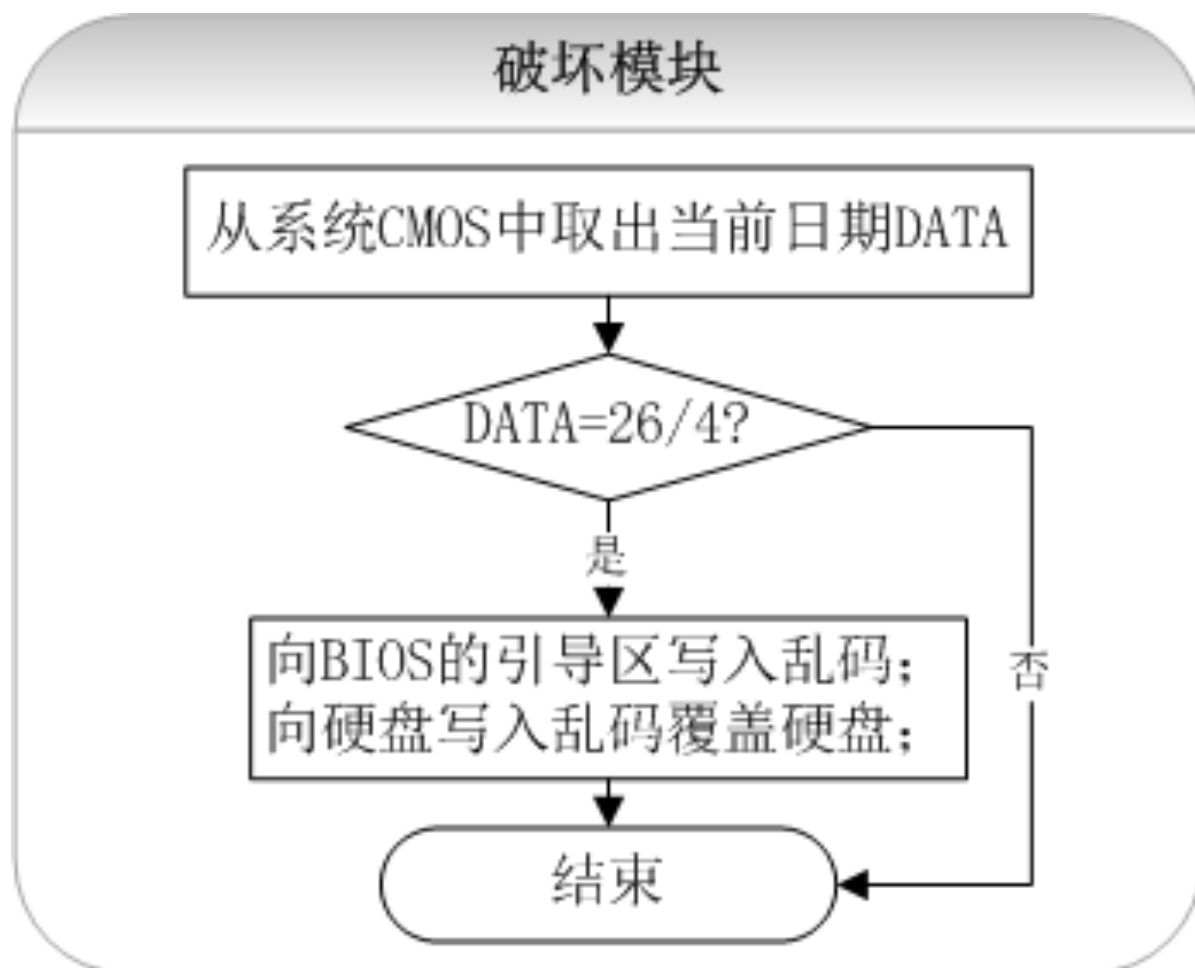 破坏模块
从系统CMOS中取出当前日期DATA
DATA=26/4?
是
向BIOS的引导区写入乱码；
向硬盘写入乱码覆盖硬盘；
否
结束